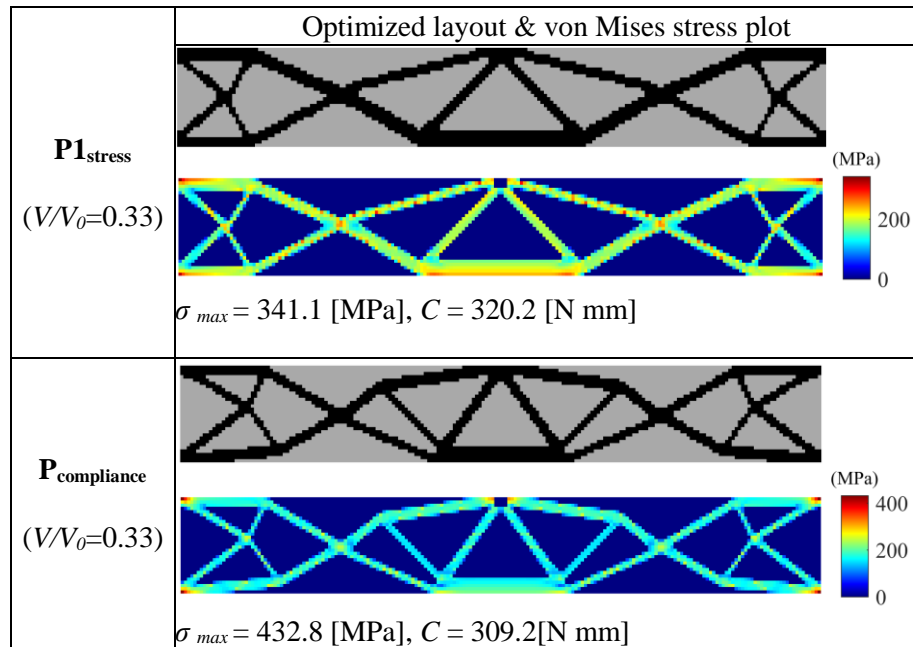 Optimized layout & von Mises stress plot
P1stress
(V/V0=0.33)
(MPa)
200
0
σ max = 341.1 [MPa], C = 320.2 [N mm]
Pcompliance
(V/V0=0.33)
(MPa)
400
200
0
σ max = 432.8 [MPa], C = 309.2[N mm]